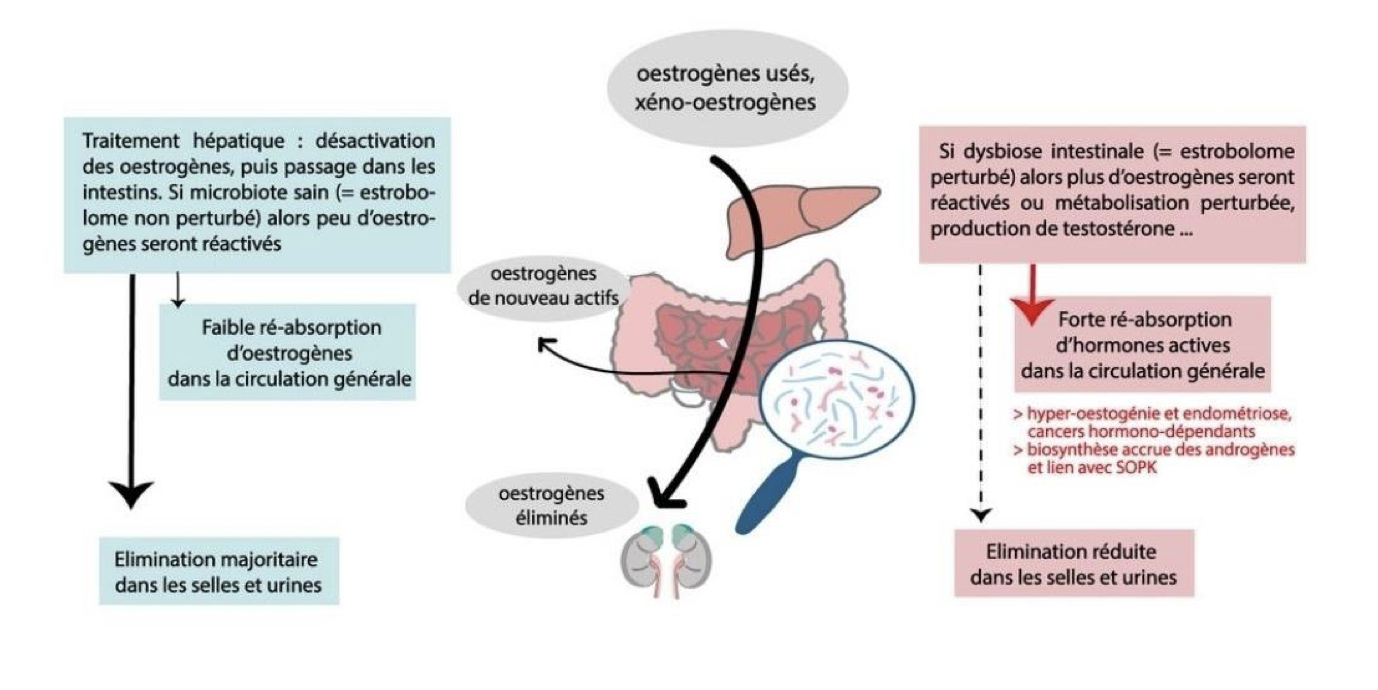 oestrogènes usés,
xéno-oestrogènes
Traitement hépatique : désactivation
des oestrogènes, puis passage dans les
intestins. Si microbiote sain (= estrobo-
lome non perturbé) alors peu d'oestro-
gènes seront réactivés
Faible ré-absorption
d'oestrogènes
dans la circulation générale
Elimination majoritaire
dans les selles et urines
oestrogènes
de nouveau actifs
oestrogènes
éliminés
Si dysbiose intestinale (= estrobolome
perturbé) alors plus d'oestrogènes seront
réactivés ou métabolisation perturbée,
production de testostérone ...
Forte ré-absorption
d'hormones actives
dans la circulation générale
> hyper-oestogénie et endométriose,
cancers hormono-dépendants
> biosynthèse accrue des androgènes
et lien avec SOPK
Elimination réduite
dans les selles et urines